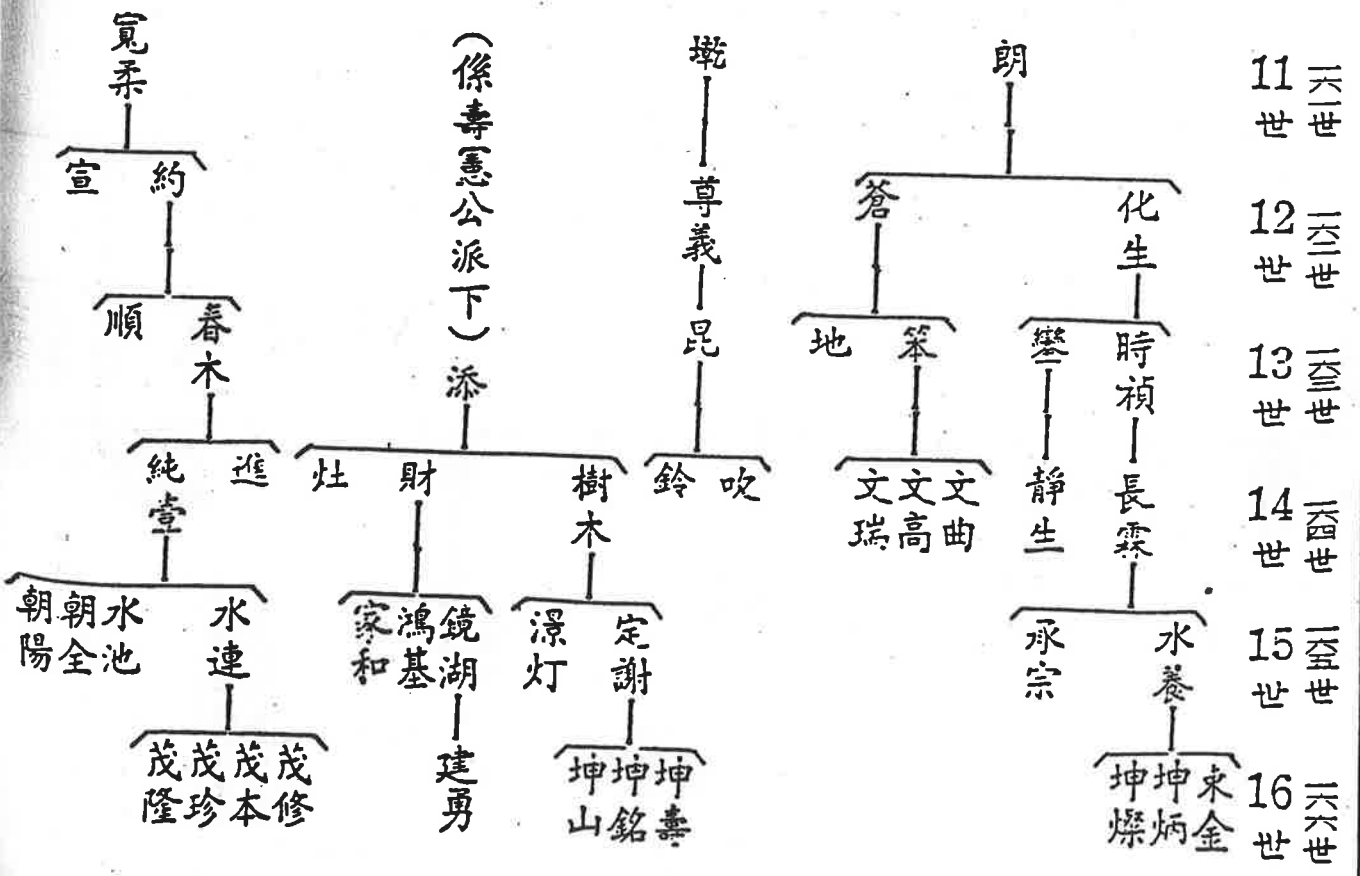 11世 一六一世
12世 一六二世
13世 一六三世
14世 一六四世
15世 一六五世
16世 一六六世
朗
化生
蒼
時禎
笨
地
長霖
靜生
文曲
文高
文瑞
水養
承宗
東金
坤炳
坤燦
墘
尊義
昆
吹
鈴
(係壽憲公派下)
添
樹木
財
灶
定謝
澋灯
鏡湖
鴻基
家和
坤壽
坤銘
坤山
建勇
寬柔
約
宣
春木
順
進
純壹
水連
水池
朝全
朝陽
茂修
茂本
茂珍
茂隆